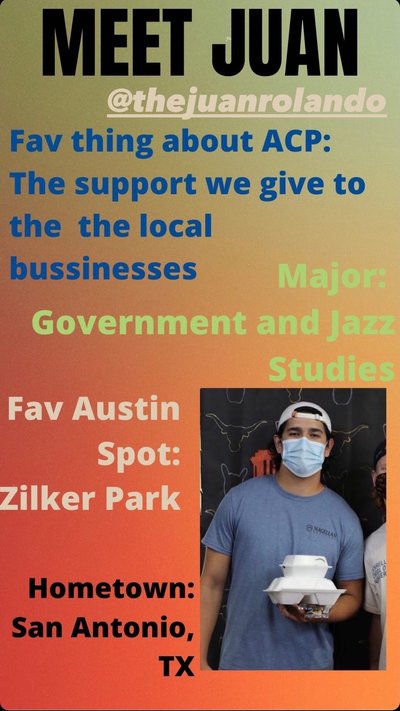 MEET JUAN
@thejuanrolando
Fav thing about ACP:
The support we give to
the the local
bussinesses
Major:
Government and Jazz
Studies
Fav Austin
Spot:
Zilker Park
Hometown:
San Antonio,
TX
MAGELLAN